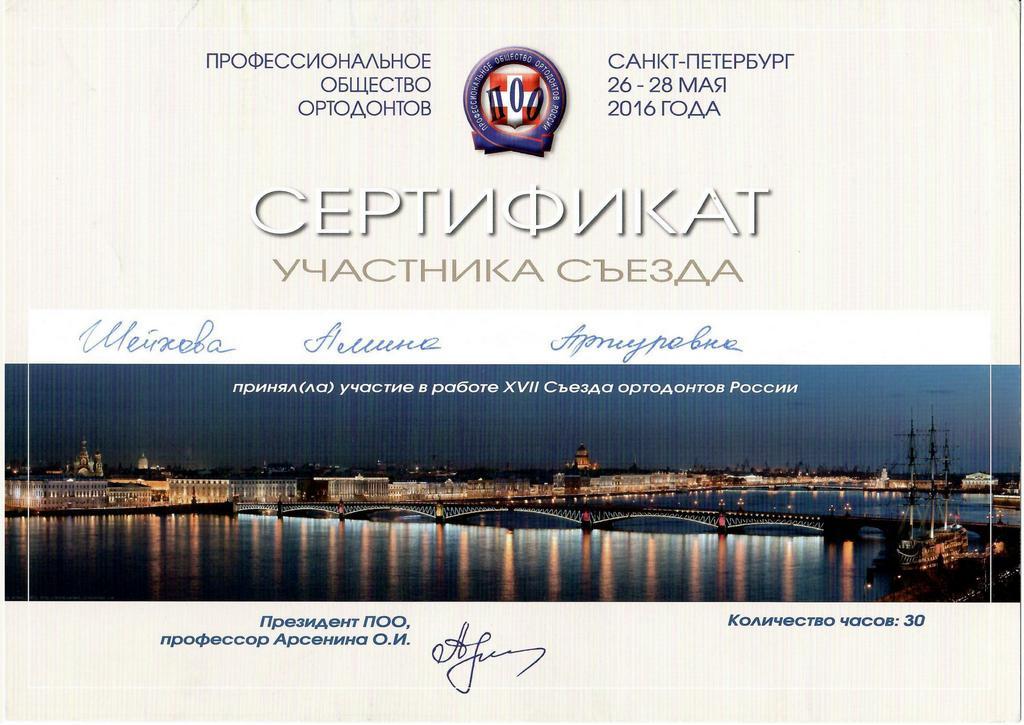 ПРОФЕССИОНАЛЬНОЕ
ОБЩЕСТВО
ОРТОДОНТОВ
ПРОФЕССИОНАЛЬНОЕ ОБЩЕСТВО ОРТОДОНТОВ РОССИИ
ПОО
САНКТ-ПЕТЕРБУРГ
26 - 28 МАЯ
2016 ГОДА
СЕРТИФИКАТ
УЧАСТНИКА СЪЕЗДА
Шейхова Амина Артуровна
принял(ла) участие в работе XVII Съезда ортодонтов России
Президент ПОО,
профессор Арсенина О.И.
Количество часов: 30